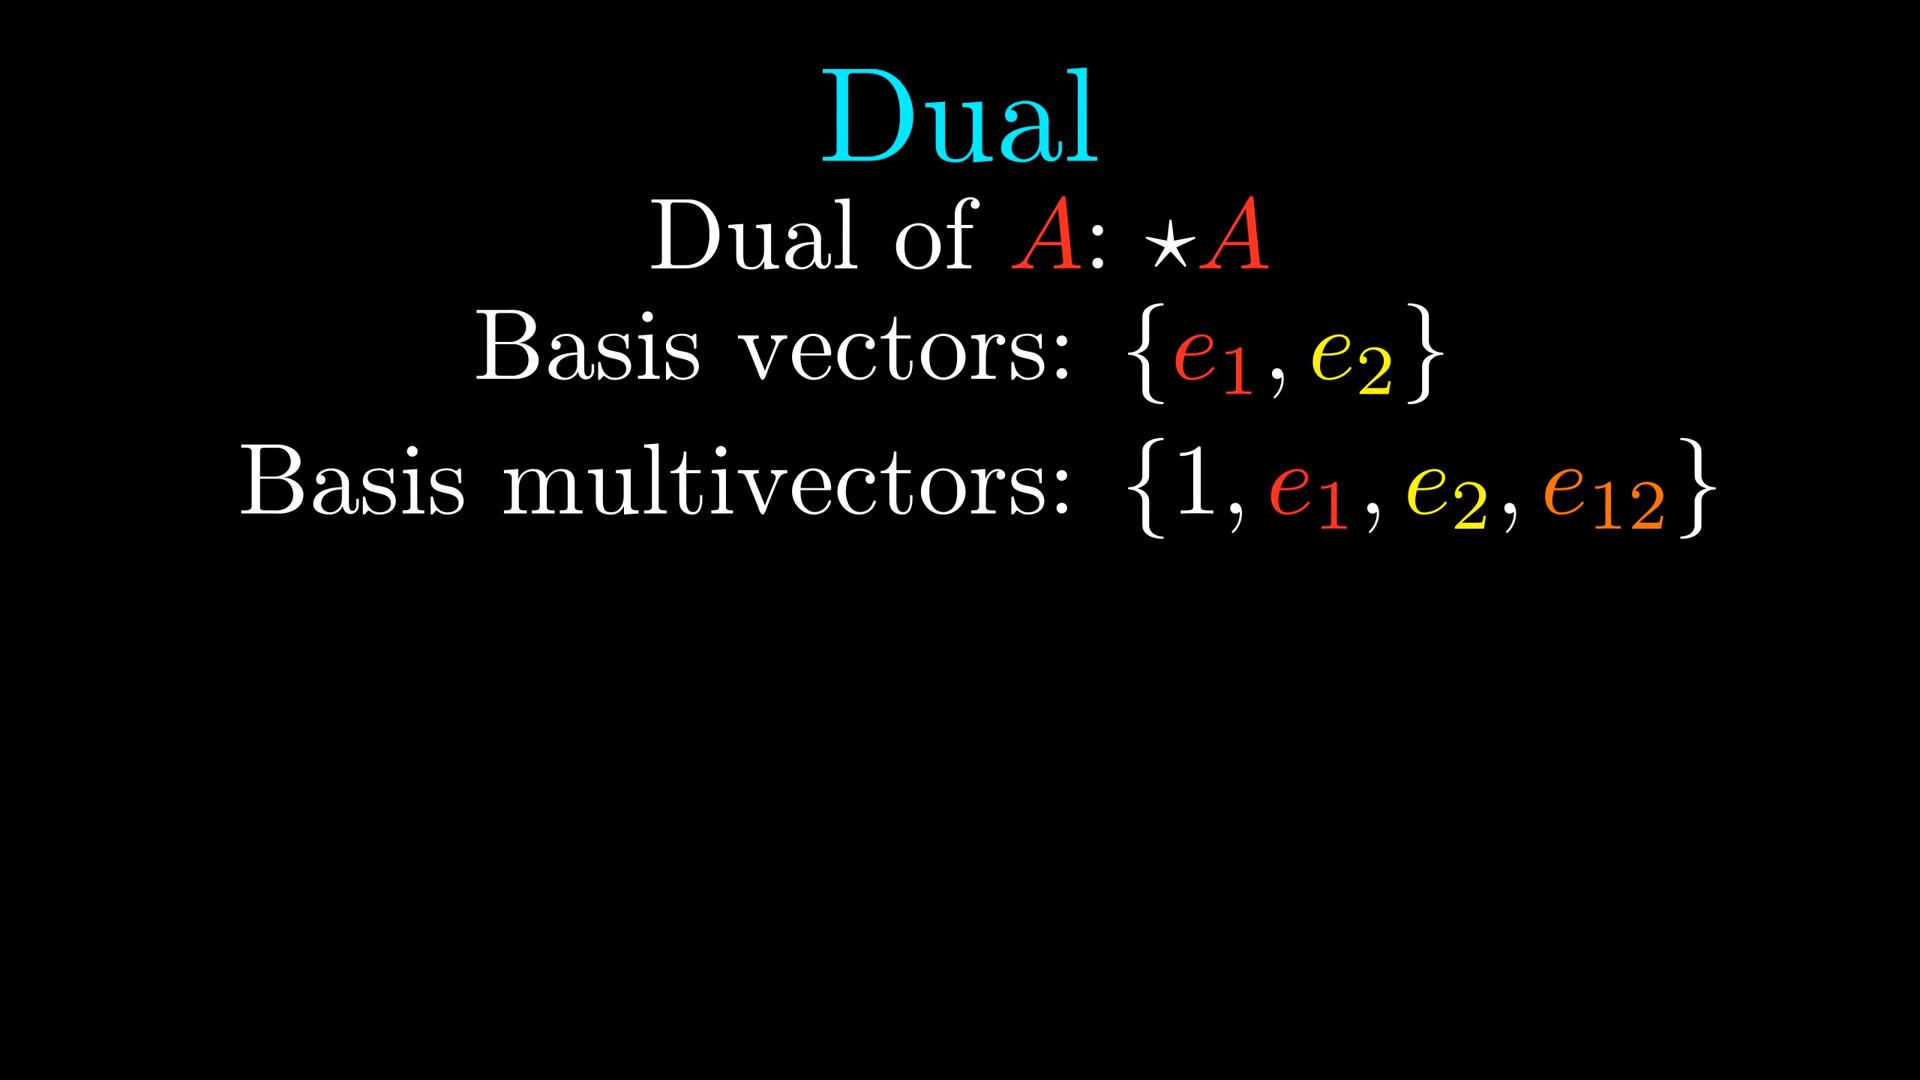 Dual
Dual of A: ⋆A
Basis vectors: {e₁, e₂}
Basis multivectors: {1, e₁, e₂, e₁₂}